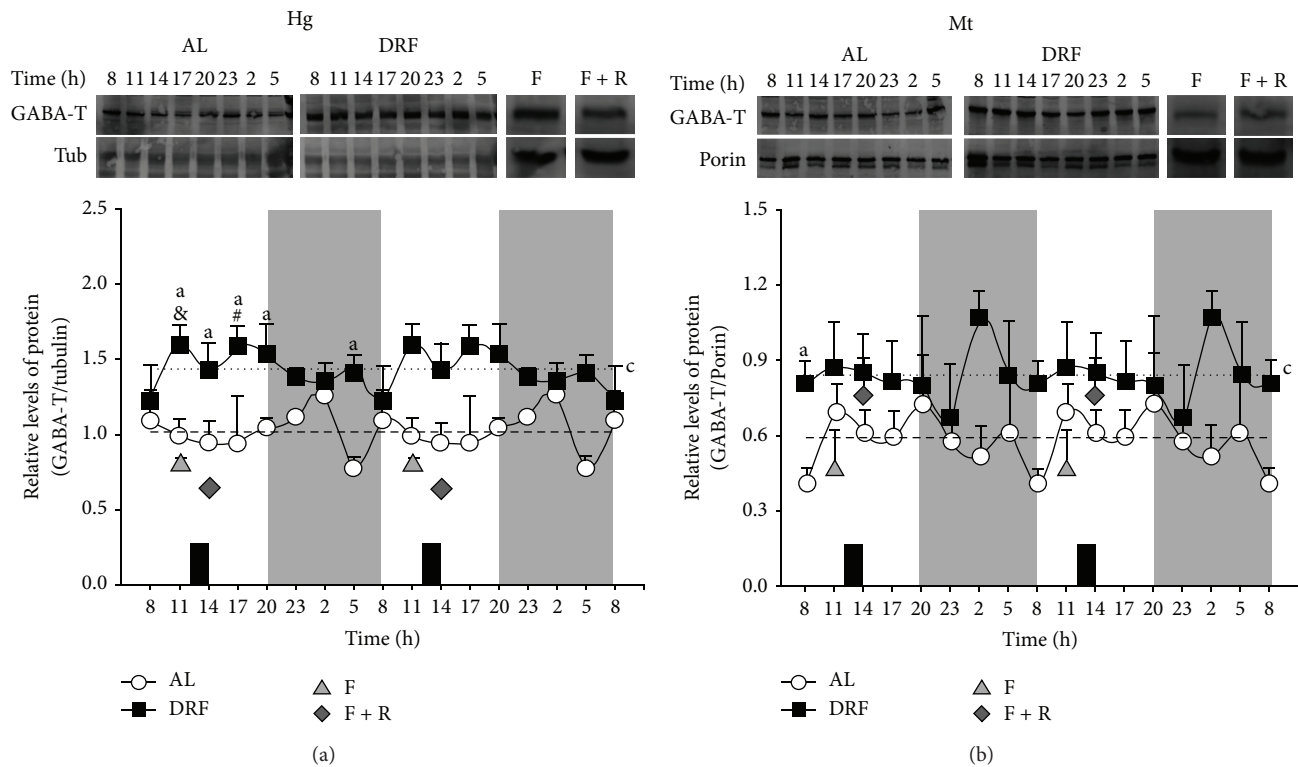 Hg
AL DRF
Time (h) 8 11 14 17 20 23 2 5 8 11 14 17 20 23 2 5 F F + R
GABA-T
Tub
2.5
2.0
1.5
1.0
0.5
0.0
Relative levels of protein
(GABA-T/tubulin)
a
&
a
a
#
a
a
c
8 11 14 17 20 23 2 5 8 11 14 17 20 23 2 5 8
Time (h)
AL
DRF
F
F + R
(a)
Mt
AL DRF
Time (h) 8 11 14 17 20 23 2 5 8 11 14 17 20 23 2 5 F F + R
GABA-T
Porin
1.5
1.2
0.9
0.6
0.3
0.0
Relative levels of protein
(GABA-T/Porin)
a
c
8 11 14 17 20 23 2 5 8 11 14 17 20 23 2 5 8
Time (h)
AL
DRF
F
F + R
(b)